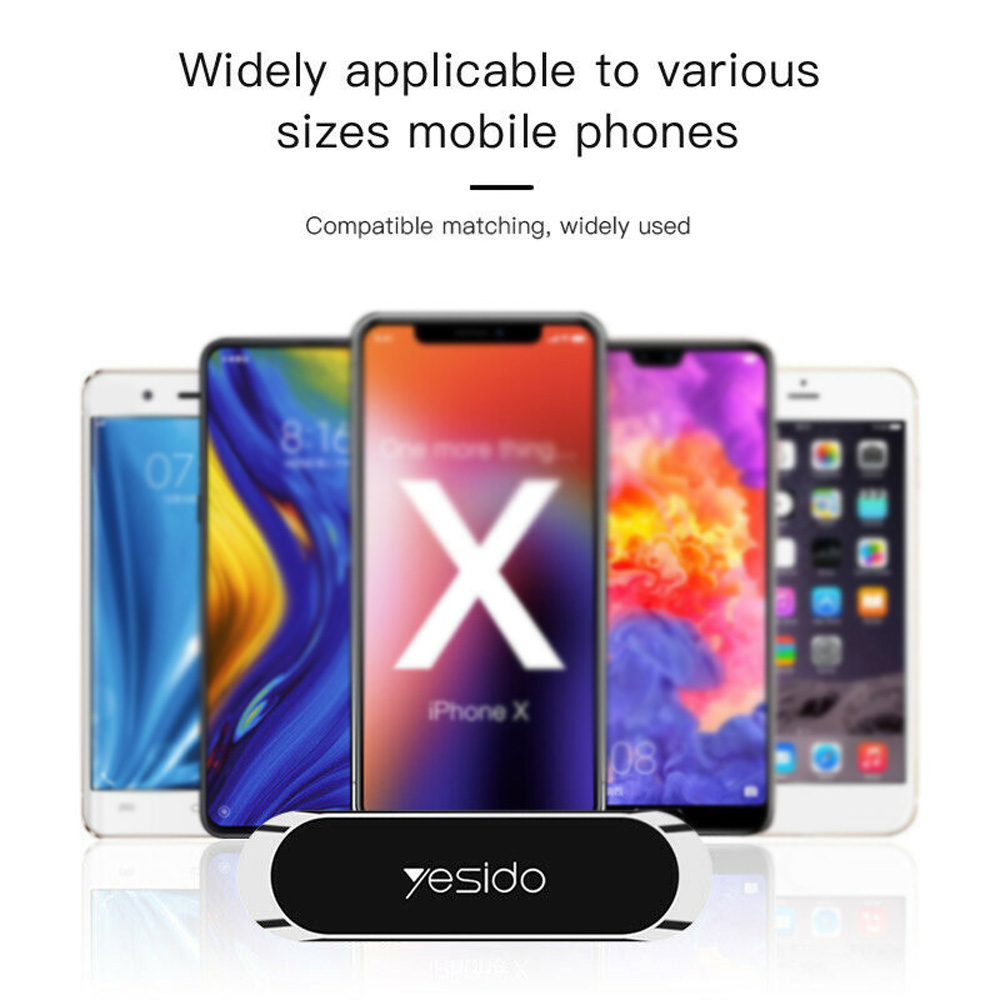 Widely applicable to various
sizes mobile phones
Compatible matching, widely used
8:16
07
One more thing...
X
iPhone X
08
yesido